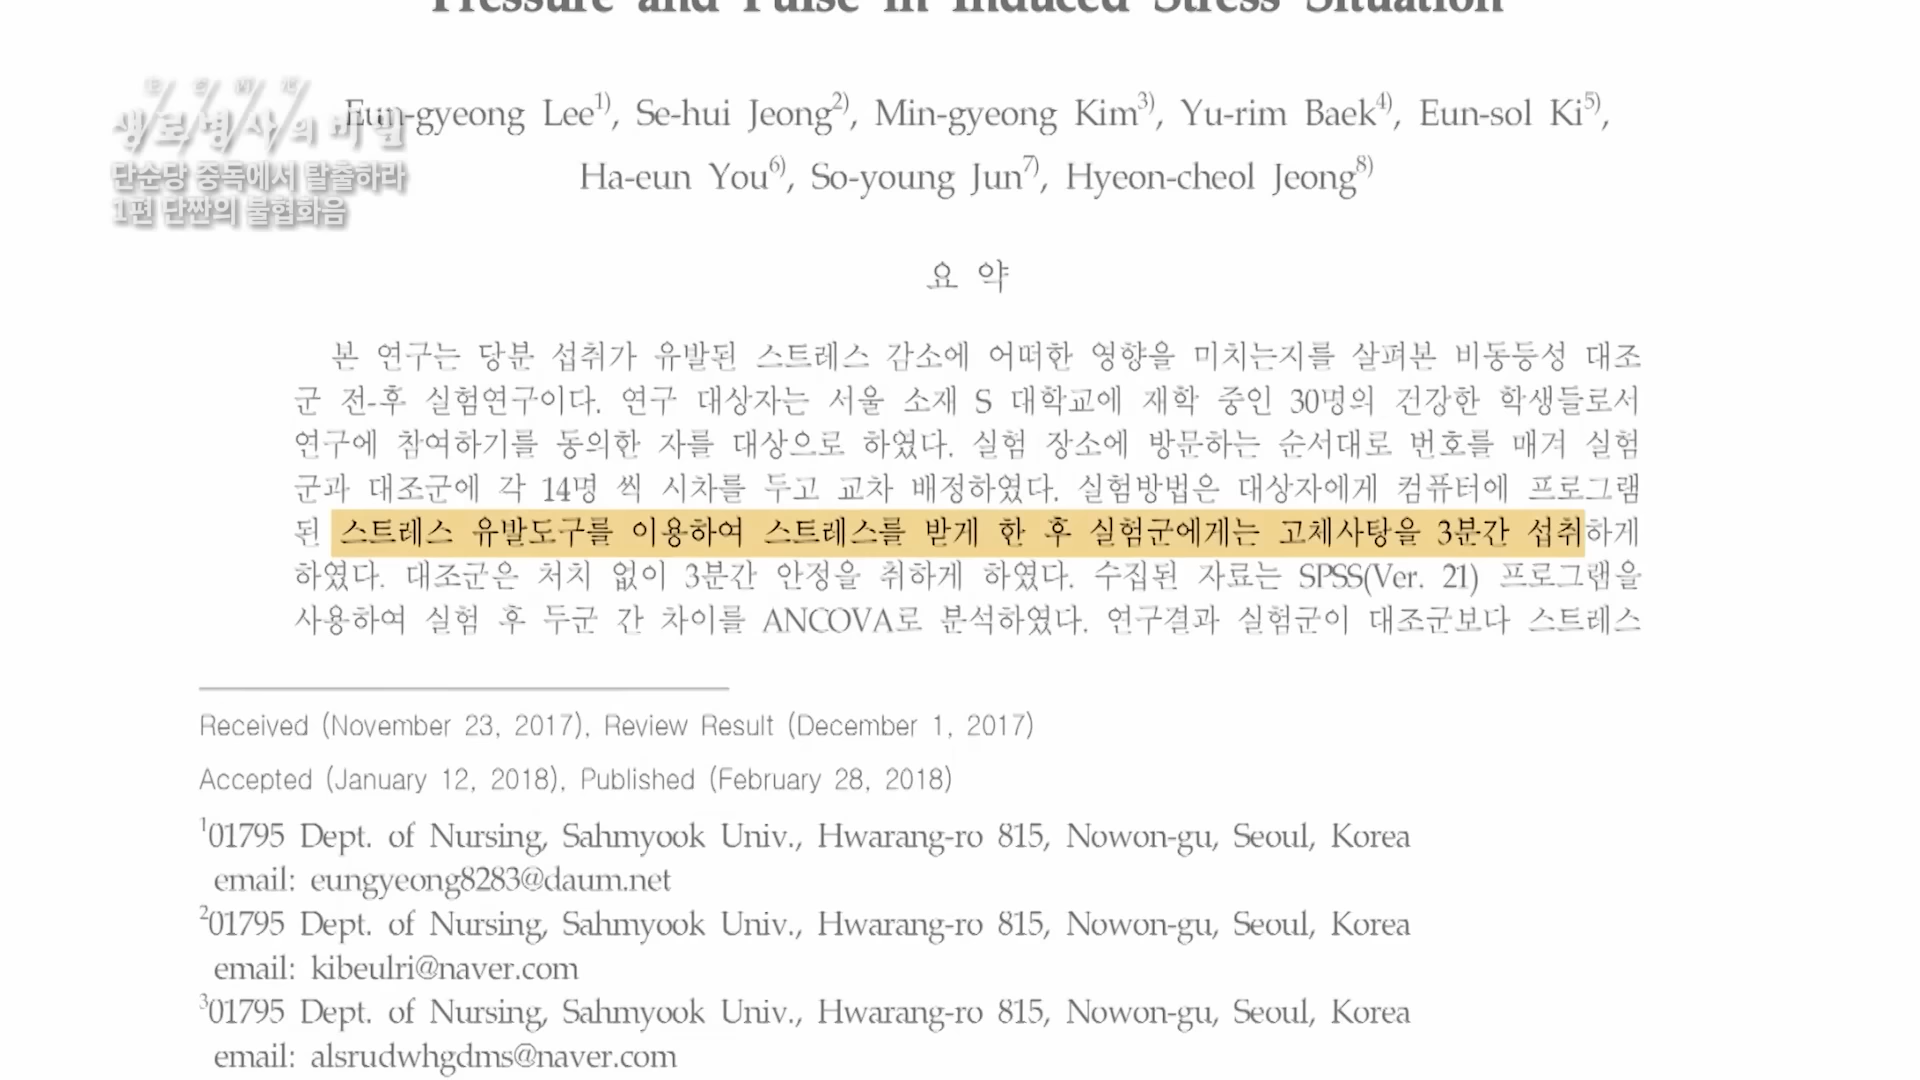 Pressure and Pulse in Induced Stress Situation
생로병사의 비밀
단순당 중독에서 탈출하라
1편 단짠의 불협화음
Eun-gyeong Lee1), Se-hui Jeong2), Min-gyeong Kim3), Yu-rim Baek4), Eun-sol Ki5),
Ha-eun You6), So-young Jun7), Hyeon-cheol Jeong8)
요 약
본 연구는 당분 섭취가 유발된 스트레스 감소에 어떠한 영향을 미치는지를 살펴본 비동등성 대조
군 전-후 실험연구이다. 연구 대상자는 서울 소재 S 대학교에 재학 중인 30명의 건강한 학생들로서
연구에 참여하기를 동의한 자를 대상으로 하였다. 실험 장소에 방문하는 순서대로 번호를 매겨 실험
군과 대조군에 각 14명 씩 시차를 두고 교차 배정하였다. 실험방법은 대상자에게 컴퓨터에 프로그램
된 스트레스 유발도구를 이용하여 스트레스를 받게 한 후 실험군에게는 고체사탕을 3분간 섭취하게
하였다. 대조군은 처치 없이 3분간 안정을 취하게 하였다. 수집된 자료는 SPSS(Ver. 21) 프로그램을
사용하여 실험 후 두군 간 차이를 ANCOVA로 분석하였다. 연구결과 실험군이 대조군보다 스트레스
Received (November 23, 2017), Review Result (December 1, 2017)
Accepted (January 12, 2018), Published (February 28, 2018)
101795 Dept. of Nursing, Sahmyook Univ., Hwarang-ro 815, Nowon-gu, Seoul, Korea
email: eungyeong8283@daum.net
201795 Dept. of Nursing, Sahmyook Univ., Hwarang-ro 815, Nowon-gu, Seoul, Korea
email: kibeulri@naver.com
301795 Dept. of Nursing, Sahmyook Univ., Hwarang-ro 815, Nowon-gu, Seoul, Korea
email: alsrudwhgdms@naver.com